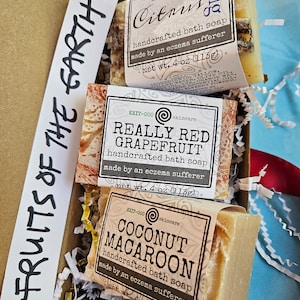 FRUITS OF THE EARTH
Citrus
handcrafted bath soap
made by an eczema sufferer
net wt. 4 oz (115g)
REALLY RED
GRAPEFRUIT
handcrafted bath soap
made by an eczema sufferer
net wt. 4 oz (115g)
COCONUT
MACAROON
handcrafted bath soap
made by an eczema sufferer